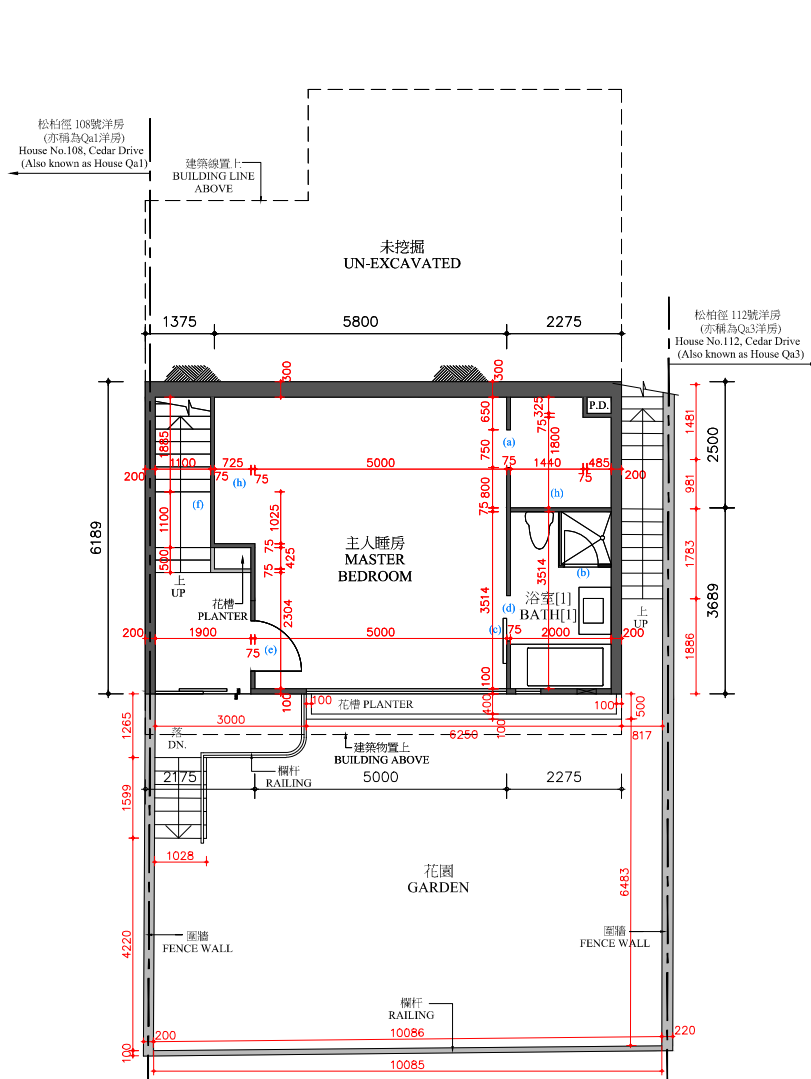 松柏徑 108號洋房
(亦稱為Qa1洋房)
House No.108, Cedar Drive
(Also known as House Qa1)
建築線置上
BUILDING LINE
ABOVE
未挖掘
UN-EXCAVATED
松柏徑 112號洋房
(亦稱為Qa3洋房)
House No.112, Cedar Drive
(Also known as House Qa3)
1375
5800
2275
300
300
P.D.
650
325
75
1800
1481
2500
1885
(a)
750
1100
725
5000
75
1440
485
200
75
75
200
(h)
(h)
981
800
75
(f)
1100
1025
6189
75
500
425
75
主人睡房
MASTER
BEDROOM
3514
3514
(b)
1783
3689
上
UP
花槽
PLANTER
2304
浴室[1]
BATH[1]
(d)
上
UP
200
1900
5000
(c)
75
2000
200
75
(e)
1886
100
100
100
花槽 PLANTER
400
100
500
1265
3000
6250
100
817
落
DN.
建築物置上
BUILDING ABOVE
欄杆
RAILING
2175
5000
2275
1599
1028
花園
GARDEN
6483
4220
圍牆
FENCE WALL
圍牆
FENCE WALL
欄杆
RAILING
200
10086
220
100
10085